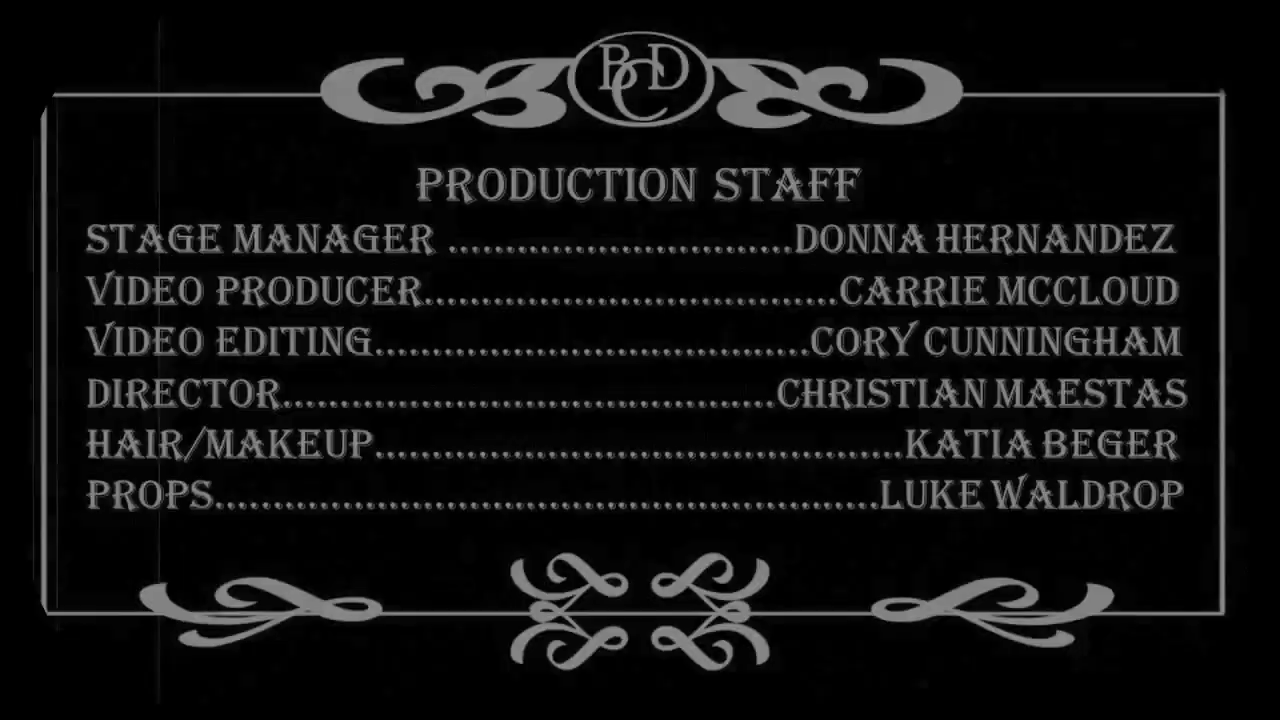 BCD
PRODUCTION STAFF
STAGE MANAGER ...................................DONNA HERNANDEZ
VIDEO PRODUCER..........................................CARRIE MCCLOUD
VIDEO EDITING............................................CORY CUNNINGHAM
DIRECTOR..................................................CHRISTIAN MAESTAS
HAIR/MAKEUP......................................................KATIA BEGER
PROPS....................................................................LUKE WALDROP